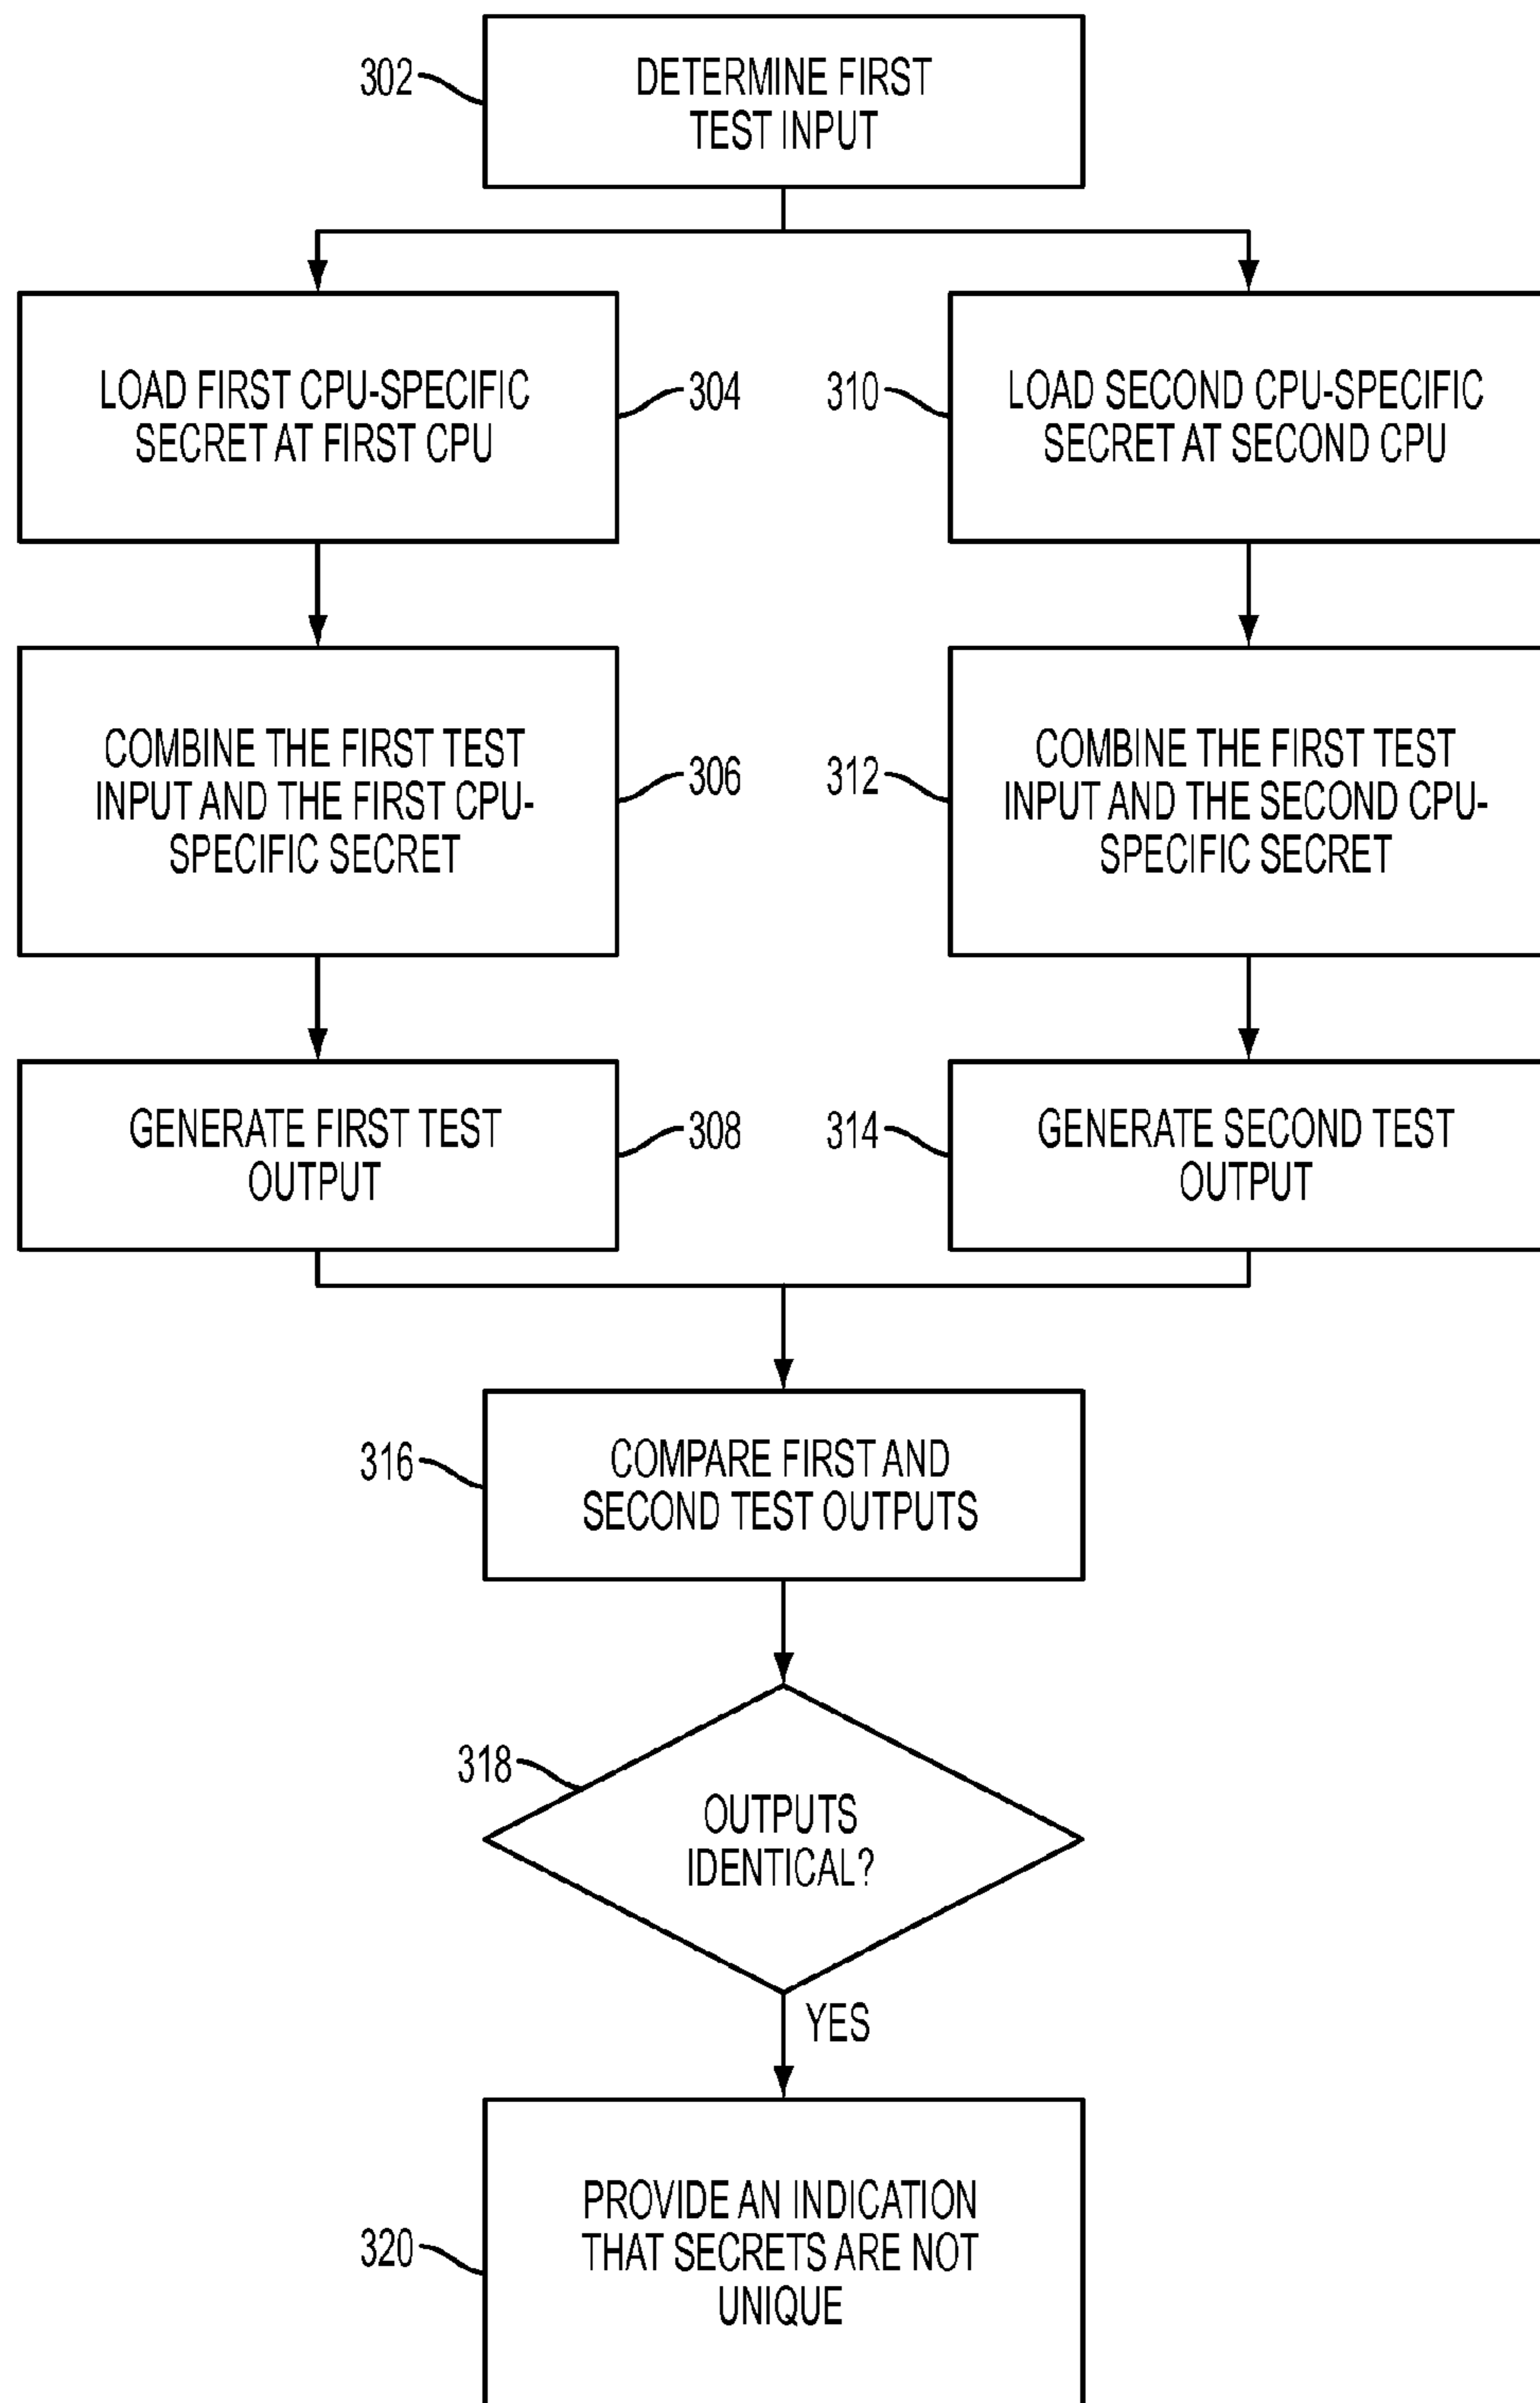 302
DETERMINE FIRST
TEST INPUT
LOAD FIRST CPU-SPECIFIC
SECRET AT FIRST CPU
304
310
LOAD SECOND CPU-SPECIFIC
SECRET AT SECOND CPU
COMBINE THE FIRST TEST
INPUT AND THE FIRST CPU-
SPECIFIC SECRET
306
312
COMBINE THE FIRST TEST
INPUT AND THE SECOND CPU-
SPECIFIC SECRET
GENERATE FIRST TEST
OUTPUT
308
314
GENERATE SECOND TEST
OUTPUT
316
COMPARE FIRST AND
SECOND TEST OUTPUTS
318
OUTPUTS
IDENTICAL?
YES
320
PROVIDE AN INDICATION
THAT SECRETS ARE NOT
UNIQUE